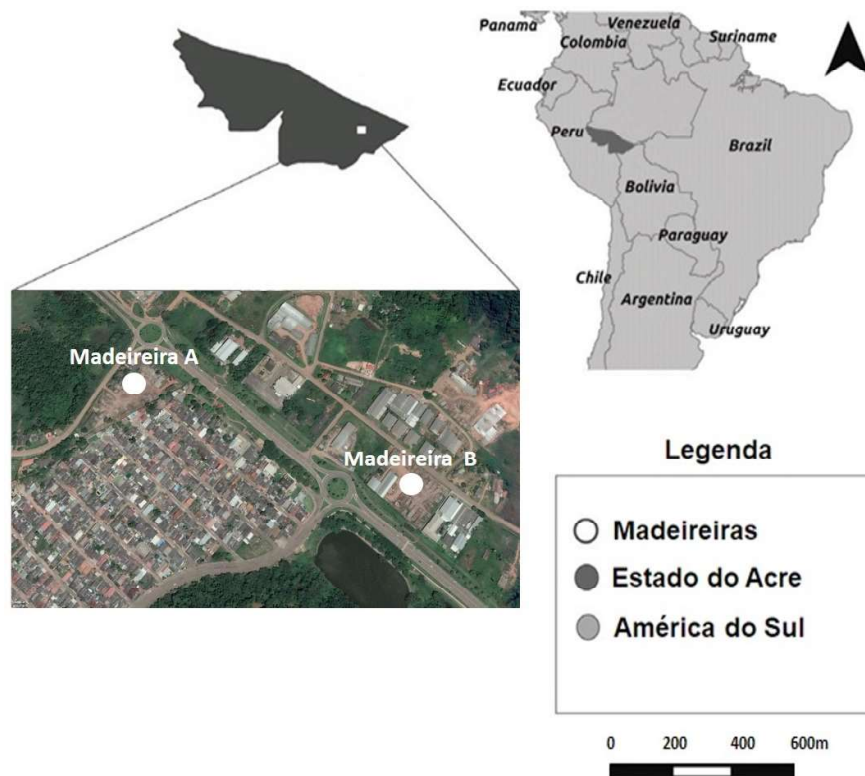 Panama
Venezuela
Suriname
Colombia
Ecuador
Peru
Brazil
Bolivia
Paraguay
Chile
Argentina
Uruguay
Madeireira A
Madeireira B
Legenda
Madeireiras
Estado do Acre
América do Sul
0 200 400 600m